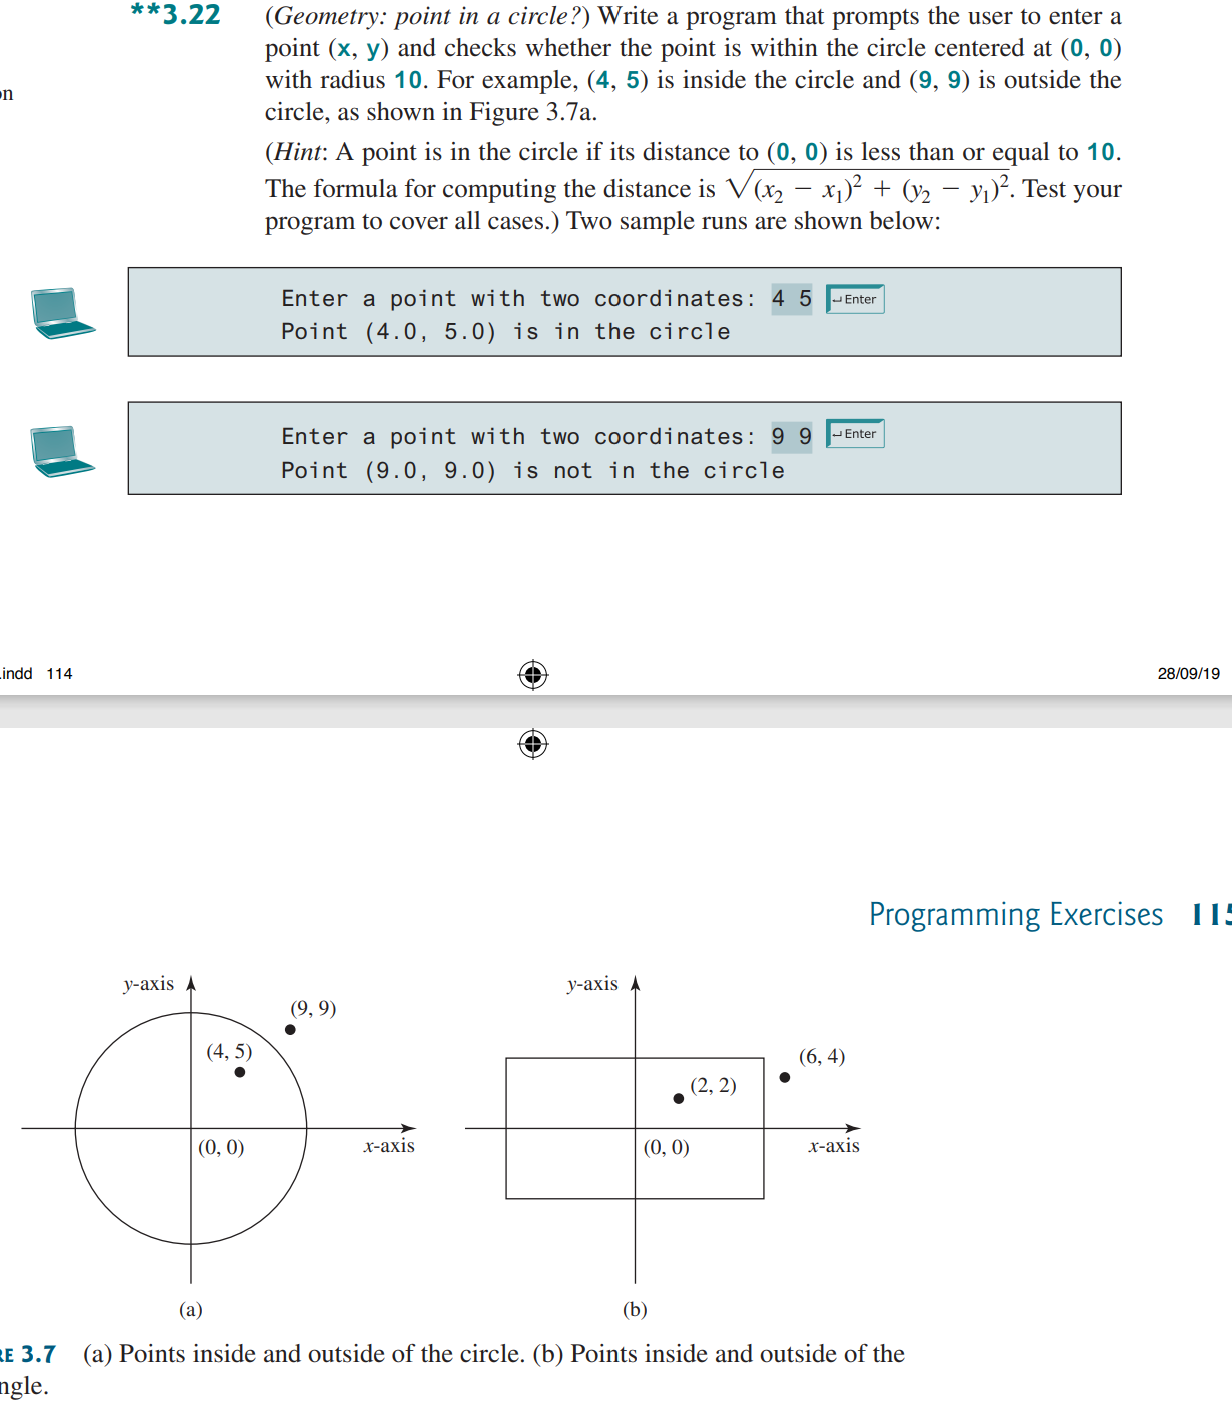 **3.22 (Geometry: point in a circle?) Write a program that prompts the user to enter a
point (x, y) and checks whether the point is within the circle centered at (0, 0)
with radius 10. For example, (4, 5) is inside the circle and (9, 9) is outside the
on
circle, as shown in Figure 3.7a.
(Hint: A point is in the circle if its distance to (0, 0) is less than or equal to 10.
The formula for computing the distance is √(x₂ − x₁)² + (y₂ − y₁)². Test your
program to cover all cases.) Two sample runs are shown below:
Enter a point with two coordinates: 4 5 ↵Enter
Point (4.0, 5.0) is in the circle
Enter a point with two coordinates: 9 9 ↵Enter
Point (9.0, 9.0) is not in the circle
.indd 114 28/09/19
Programming Exercises 115
y-axis
(9, 9)
(4, 5)
(0, 0)
x-axis
(a)
y-axis
(6, 4)
(2, 2)
(0, 0)
x-axis
(b)
RE 3.7 (a) Points inside and outside of the circle. (b) Points inside and outside of the
ngle.